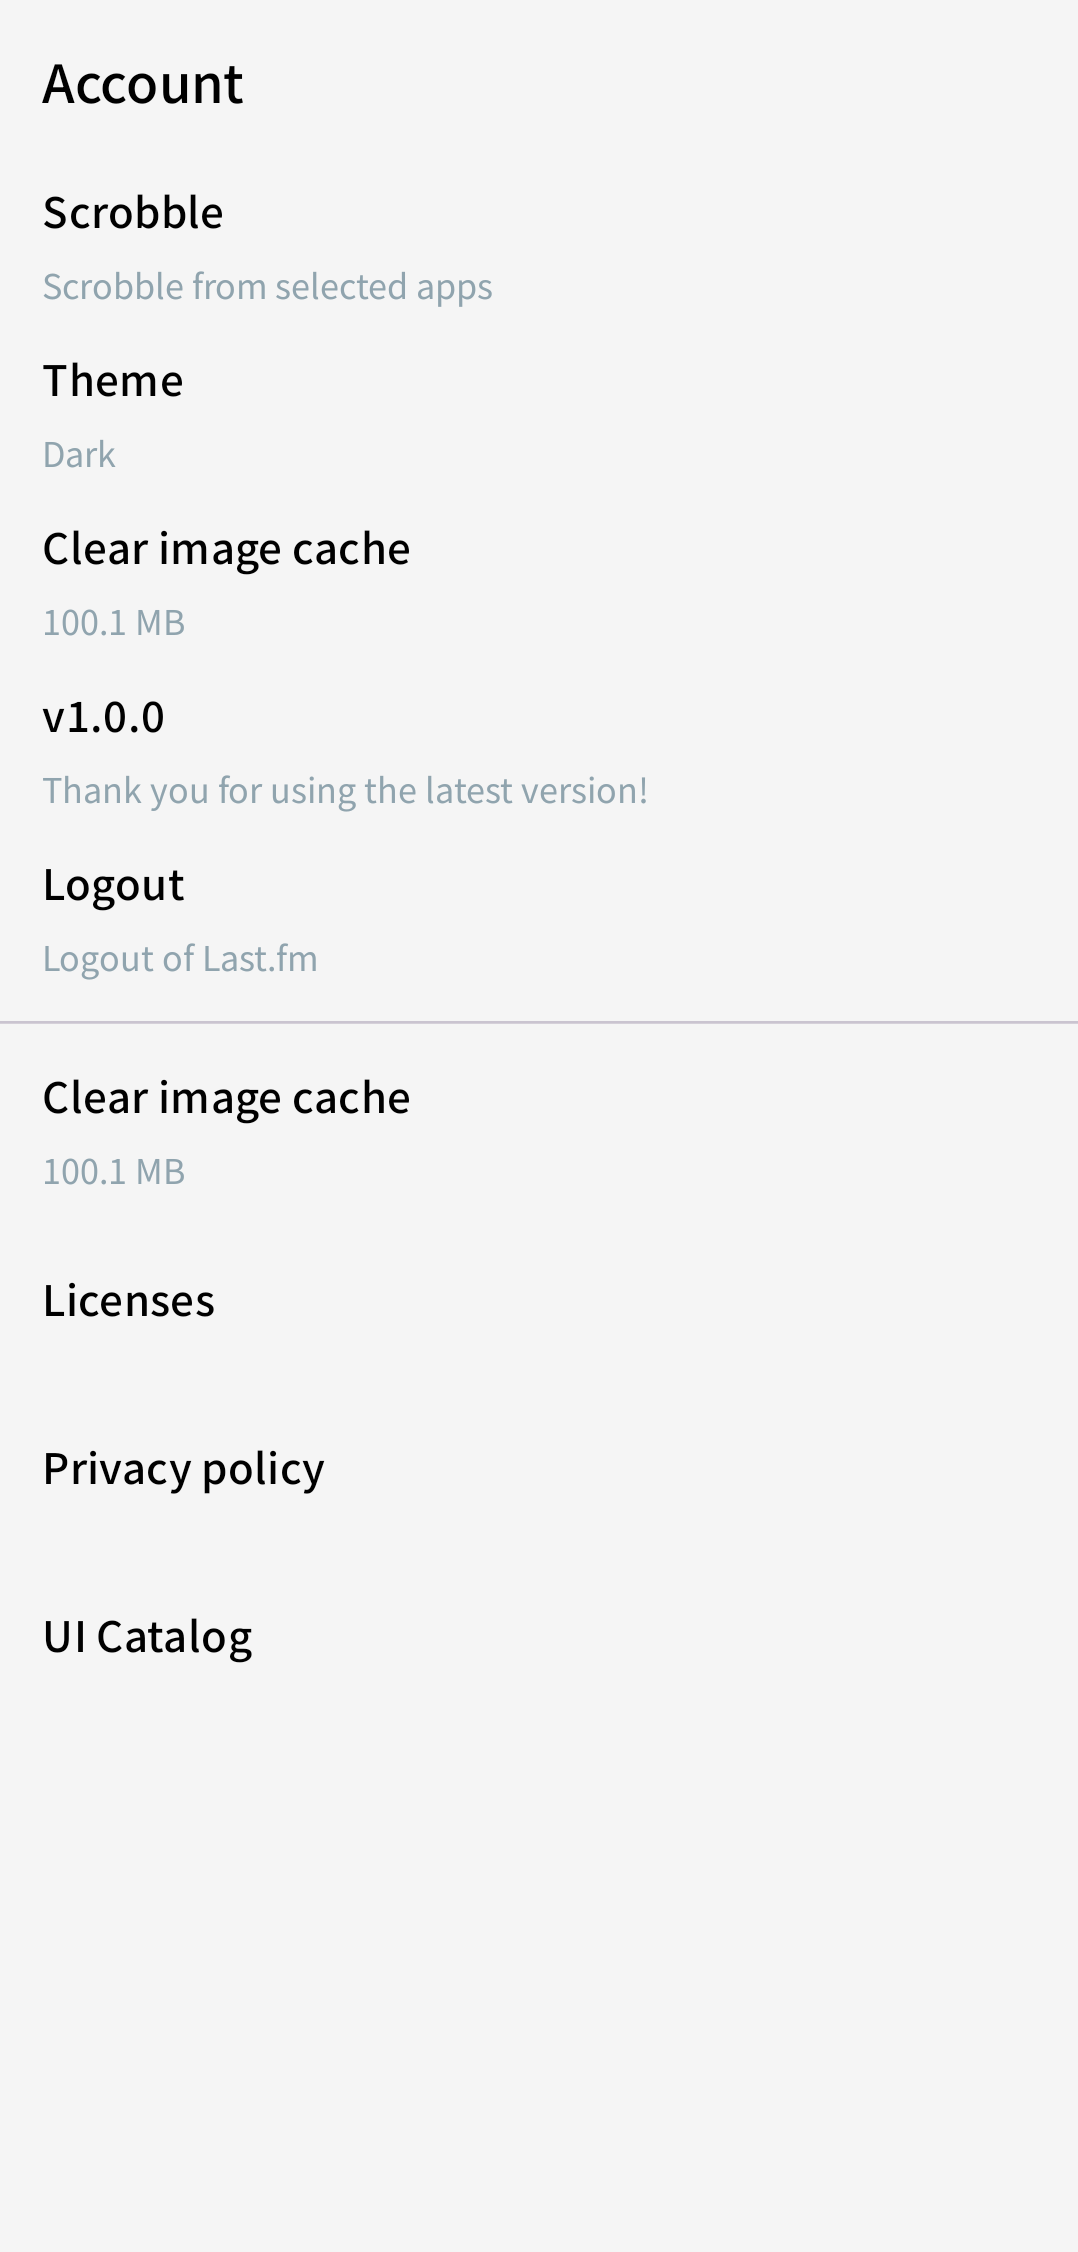 Account
Scrobble
Scrobble from selected apps
Theme
Dark
Clear image cache
100.1 MB
v1.0.0
Thank you for using the latest version!
Logout
Logout of Last.fm
Clear image cache
100.1 MB
Licenses
Privacy policy
UI Catalog